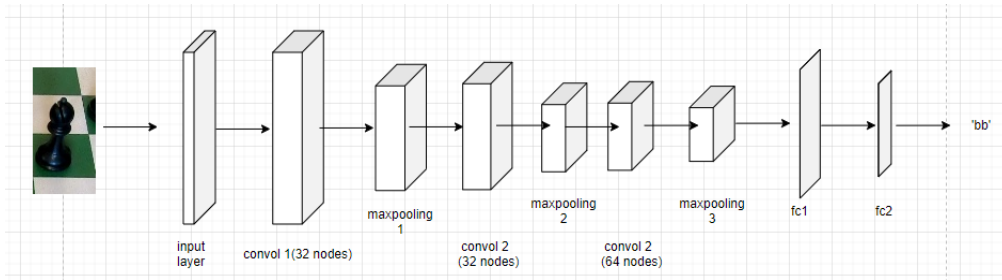 input
layer
convol 1(32 nodes)
maxpooling
1
convol 2
(32 nodes)
maxpooling
2
convol 2
(64 nodes)
maxpooling
3
fc1
fc2
'bb'